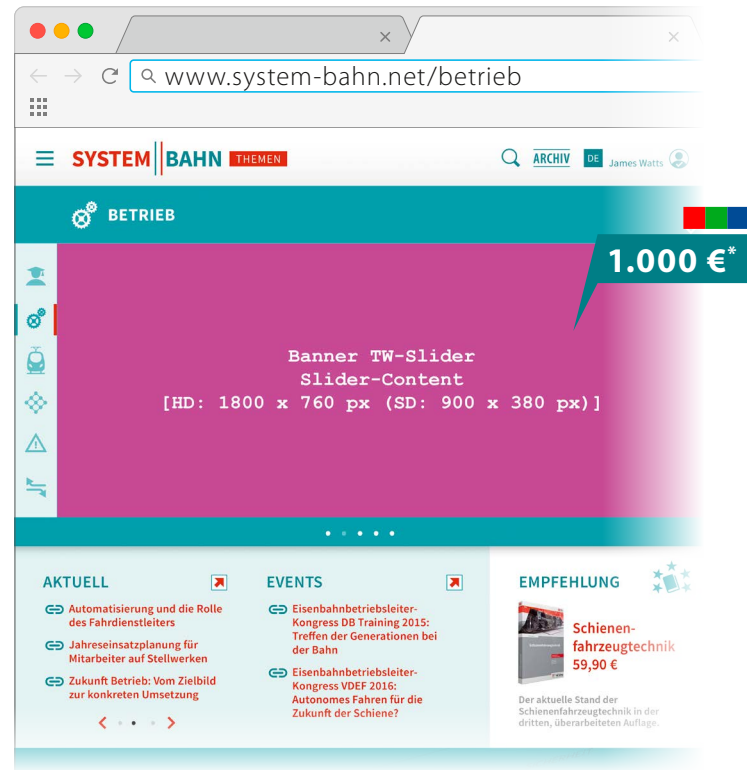 www.system-bahn.net/betrieb
SYSTEM BAHN THEMEN
ARCHIV DE James Watts
BETRIEB
1.000 €*
Banner TW-Slider
Slider-Content
[HD: 1800 x 760 px (SD: 900 x 380 px)]
AKTUELL
Automatisierung und die Rolle
des Fahrdienstleiters
Jahreseinsatzplanung für
Mitarbeiter auf Stellwerken
Zukunft Betrieb: Vom Zielbild
zur konkreten Umsetzung
EVENTS
Eisenbahnbetriebsleiter-
Kongress DB Training 2015:
Treffen der Generationen bei
der Bahn
Eisenbahnbetriebsleiter-
Kongress VDEF 2016:
Autonomes Fahren für die
Zukunft der Schiene?
EMPFEHLUNG
Schienen-
fahrzeugtechnik
59,90 €
Der aktuelle Stand der
Schienenfahrzeugtechnik in der
dritten, überarbeiteten Auflage.